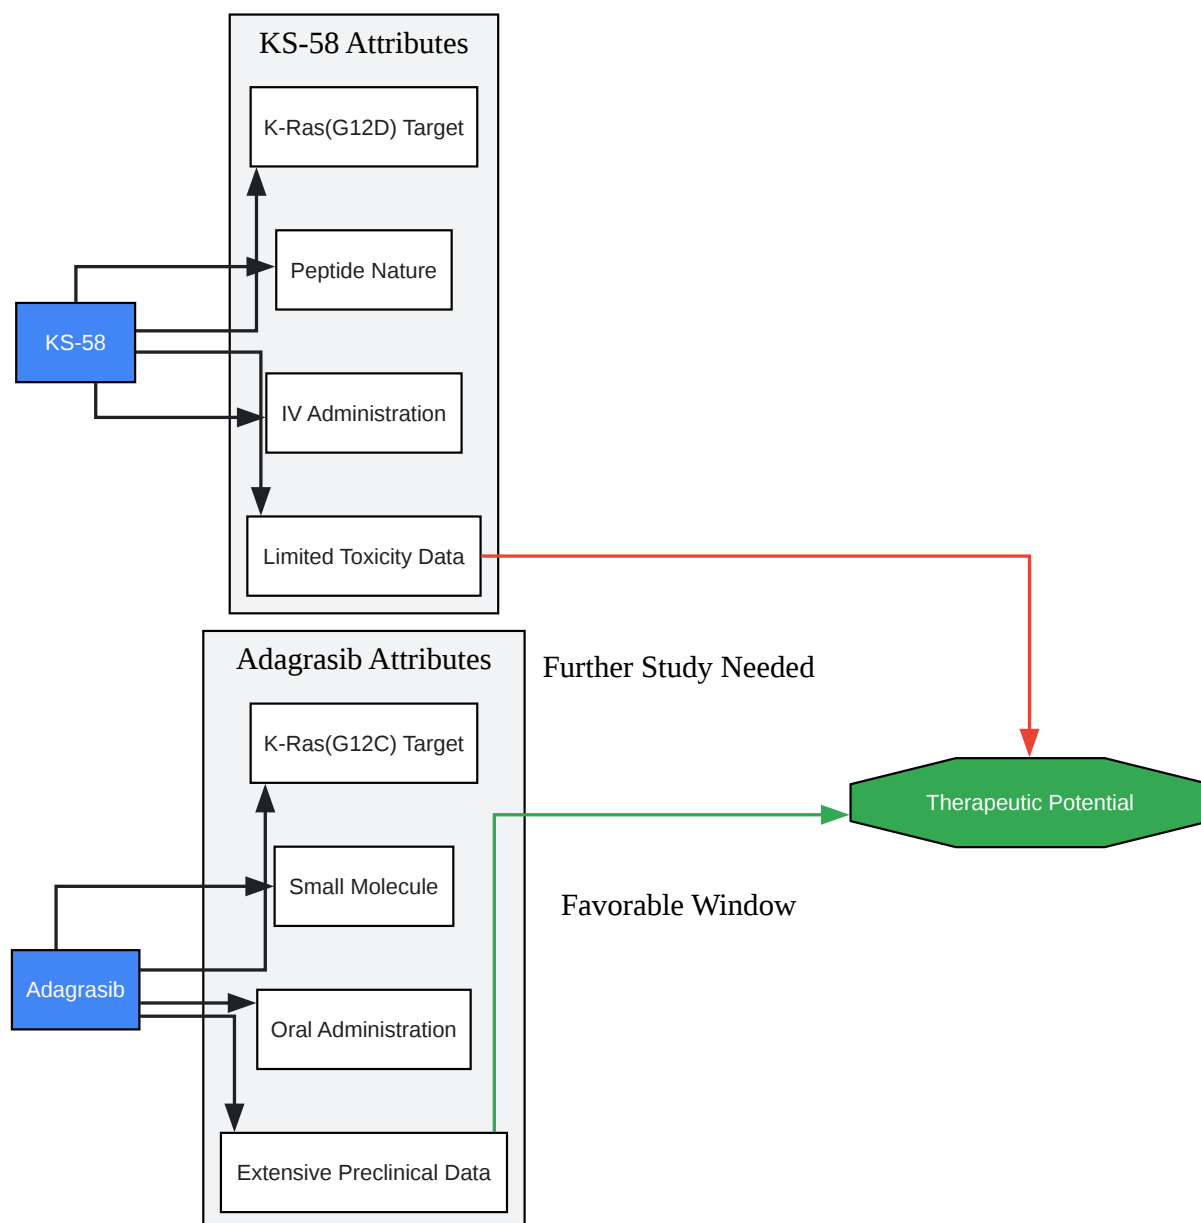 KS-58 Attributes
K-Ras(G12D) Target
Peptide Nature
KS-58
IV Administration
Limited Toxicity Data
Adagrasib Attributes
Further Study Needed
K-Ras(G12C) Target
Therapeutic Potential
Small Molecule
Favorable Window
Adagrasib
Oral Administration
Extensive Preclinical Data